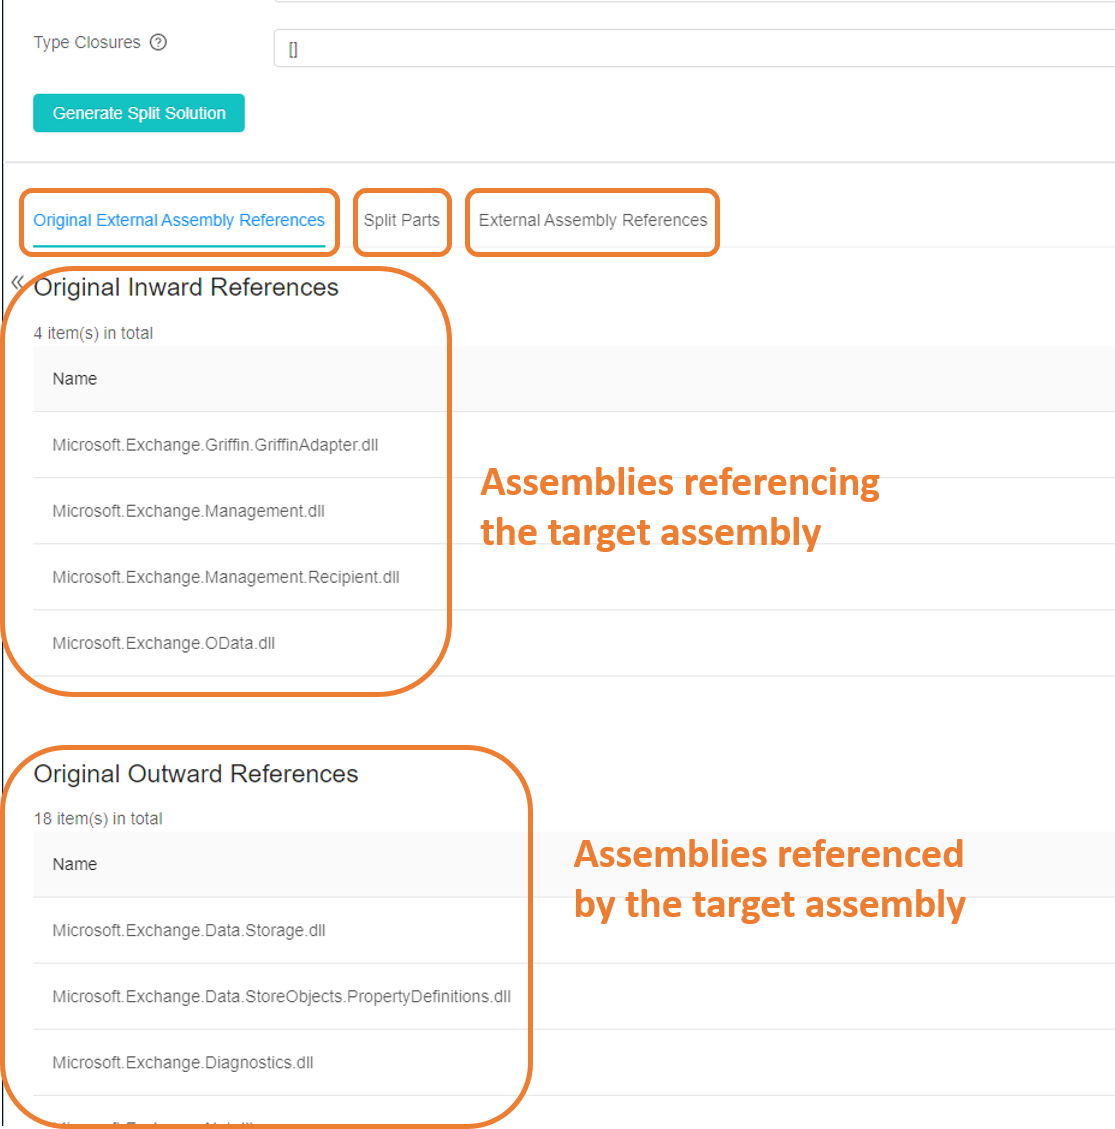 Type Closures ?
[]
Generate Split Solution
Original External Assembly References
Split Parts
External Assembly References
Original Inward References
4 item(s) in total
Name
Microsoft.Exchange.Griffin.GriffinAdapter.dll
Microsoft.Exchange.Management.dll
Microsoft.Exchange.Management.Recipient.dll
Microsoft.Exchange.OData.dll
Assemblies referencing
the target assembly
Original Outward References
18 item(s) in total
Name
Microsoft.Exchange.Data.Storage.dll
Microsoft.Exchange.Data.StoreObjects.PropertyDefinitions.dll
Microsoft.Exchange.Diagnostics.dll
Assemblies referenced
by the target assembly